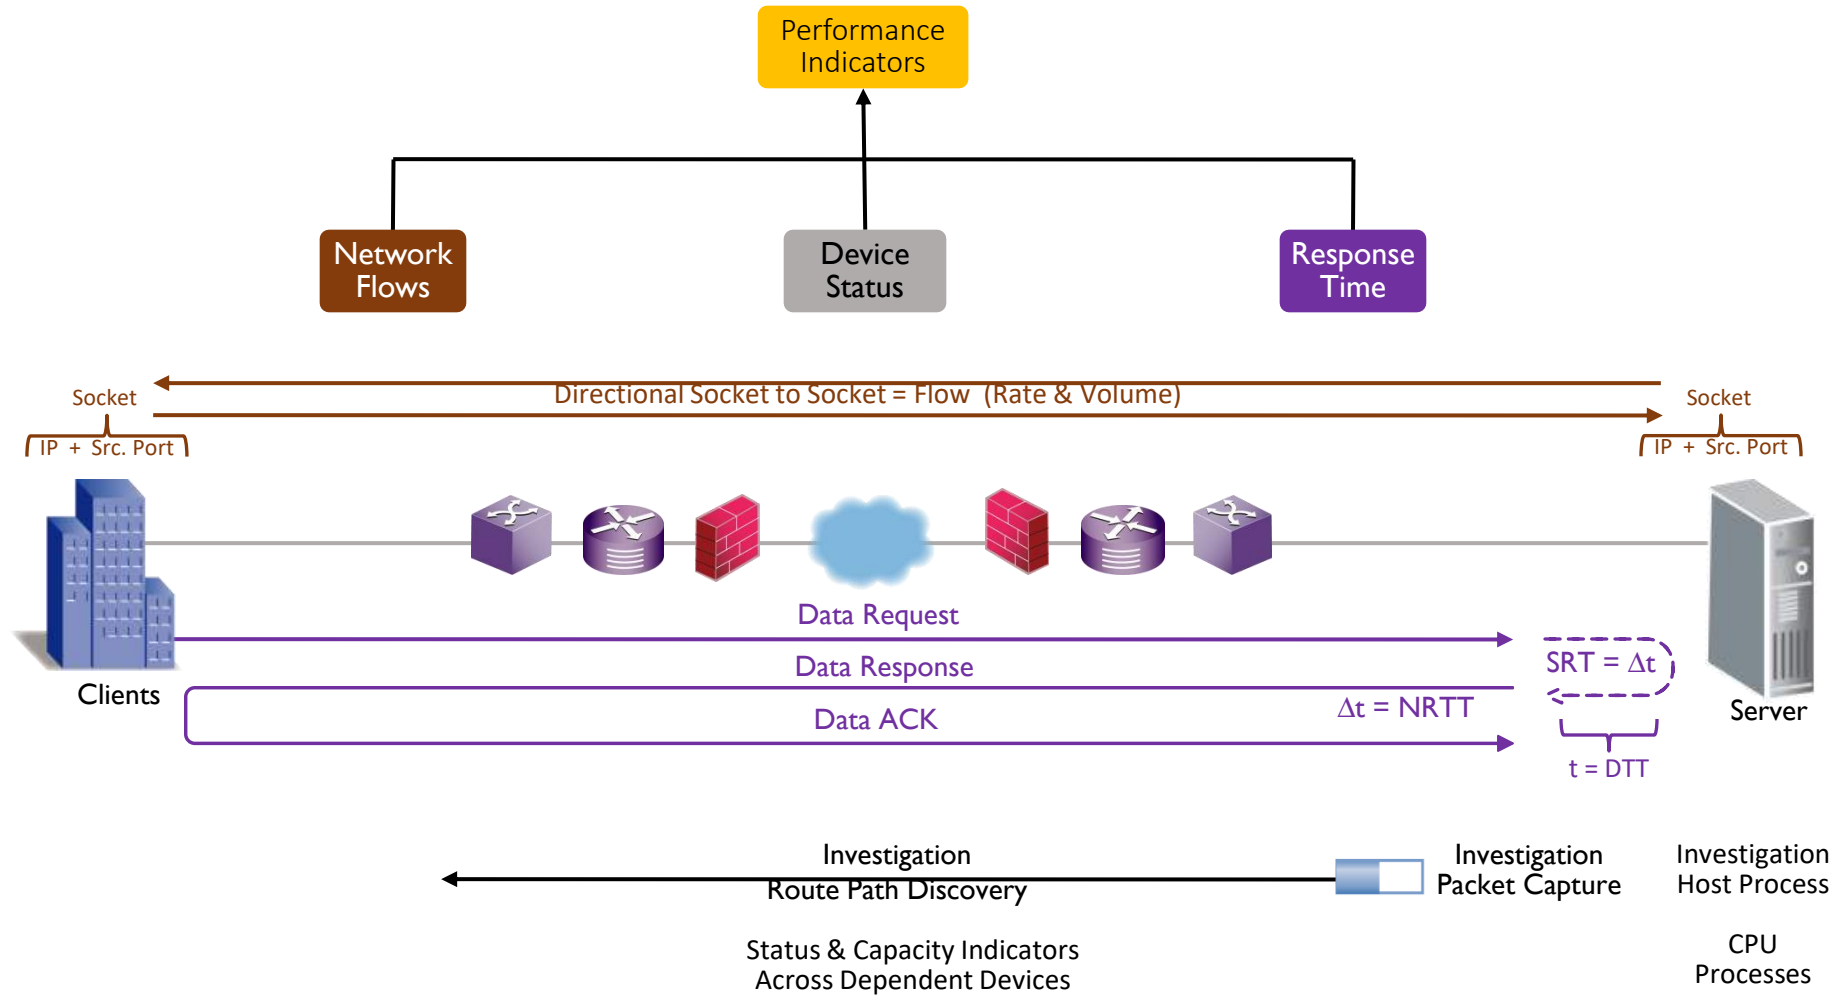 Performance
Indicators
Network
Flows
Device
Status
Response
Time
Directional Socket to Socket = Flow (Rate & Volume)
Socket
IP + Src. Port
Socket
IP + Src. Port
Data Request
Data Response
SRT = Δt
Clients
Data ACK
Δt = NRTT
Server
t = DTT
Investigation
Route Path Discovery
Investigation
Packet Capture
Investigation
Host Process
Status & Capacity Indicators
Across Dependent Devices
CPU
Processes